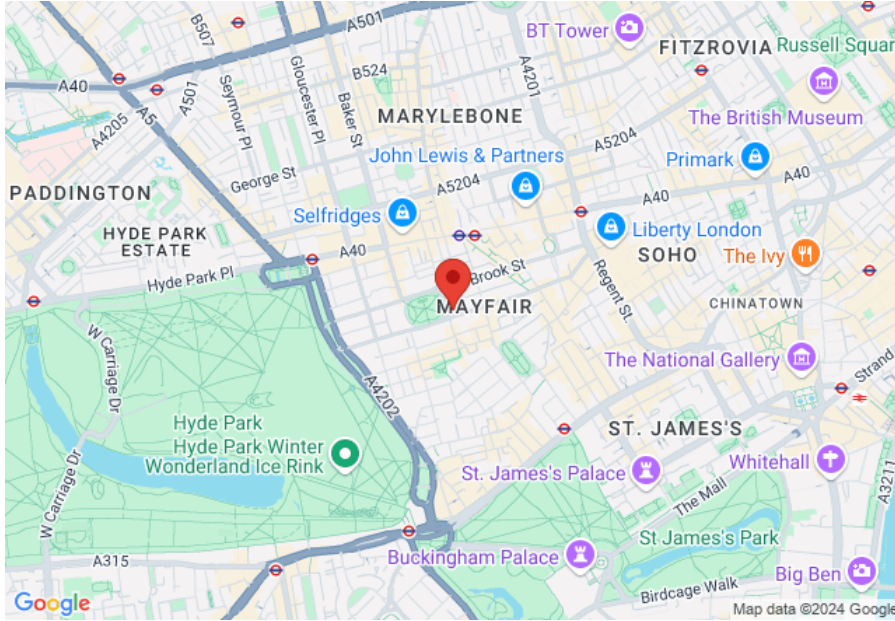 A501
B507
BT Tower
FITZROVIA
Russell Squar
A40
A501
Seymour Pl
Gloucester Pl
B524
Baker St
A4201
A5
A4205
MARYLEBONE
A5204
The British Museum
John Lewis & Partners
Primark
PADDINGTON
George St
A5204
A40
A40
Selfridges
Liberty London
HYDE PARK
ESTATE
A40
SOHO
The Ivy
Hyde Park Pl
Brook St
Regent St.
MAYFAIR
CHINATOWN
W Carriage Dr
The National Gallery
Strand
A4202
Hyde Park
Hyde Park Winter
Wonderland Ice Rink
ST. JAMES'S
St. James's Palace
Whitehall
W Carriage Dr
The Mall
A3211
A315
Buckingham Palace
St James's Park
Big Ben
Birdcage Walk
Google
Map data ©2024 Google